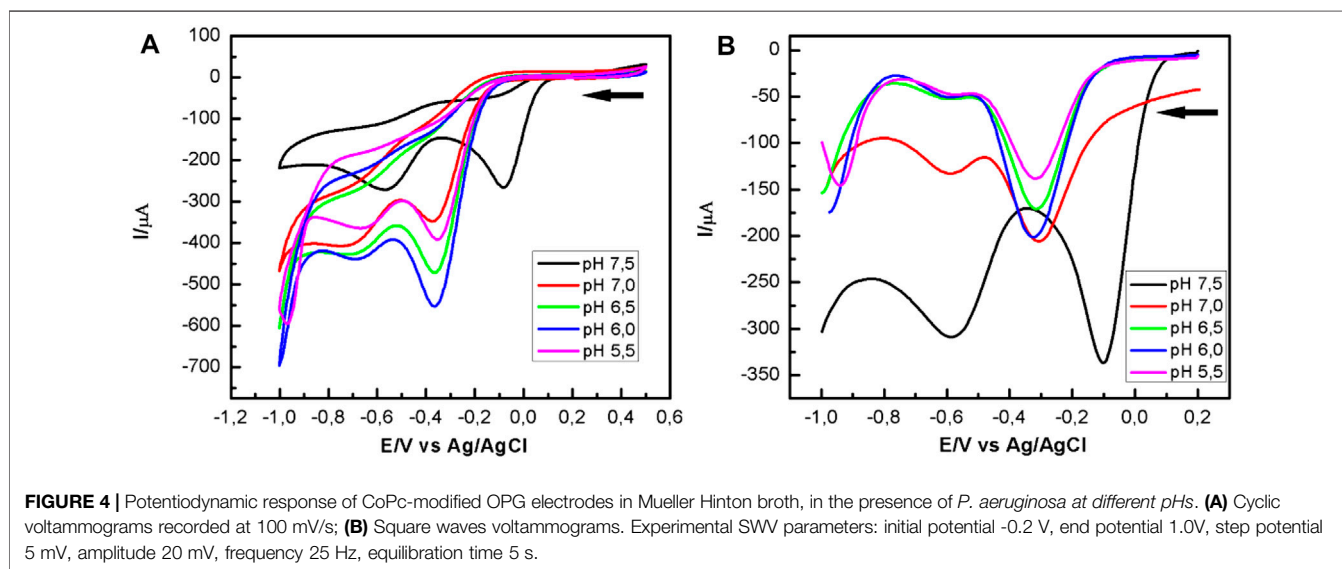 A
100
0
-100
-200
-300
-400
-500
-600
-700
I/µA
-1,2 -1,0 -0,8 -0,6 -0,4 -0,2 0,0 0,2 0,4 0,6
E/V vs Ag/AgCl
pH 7,5
pH 7,0
pH 6,5
pH 6,0
pH 5,5
B
0
-50
-100
-150
-200
-250
-300
-350
I/µA
-1,0 -0,8 -0,6 -0,4 -0,2 0,0 0,2
E/V vs Ag/AgCl
pH 7,5
pH 7,0
pH 6,5
pH 6,0
pH 5,5
FIGURE 4 | Potentiodynamic response of CoPc-modified OPG electrodes in Mueller Hinton broth, in the presence of P. aeruginosa at different pHs. (A) Cyclic
voltammograms recorded at 100 mV/s; (B) Square waves voltammograms. Experimental SWV parameters: initial potential -0.2 V, end potential 1.0V, step potential
5 mV, amplitude 20 mV, frequency 25 Hz, equilibration time 5 s.